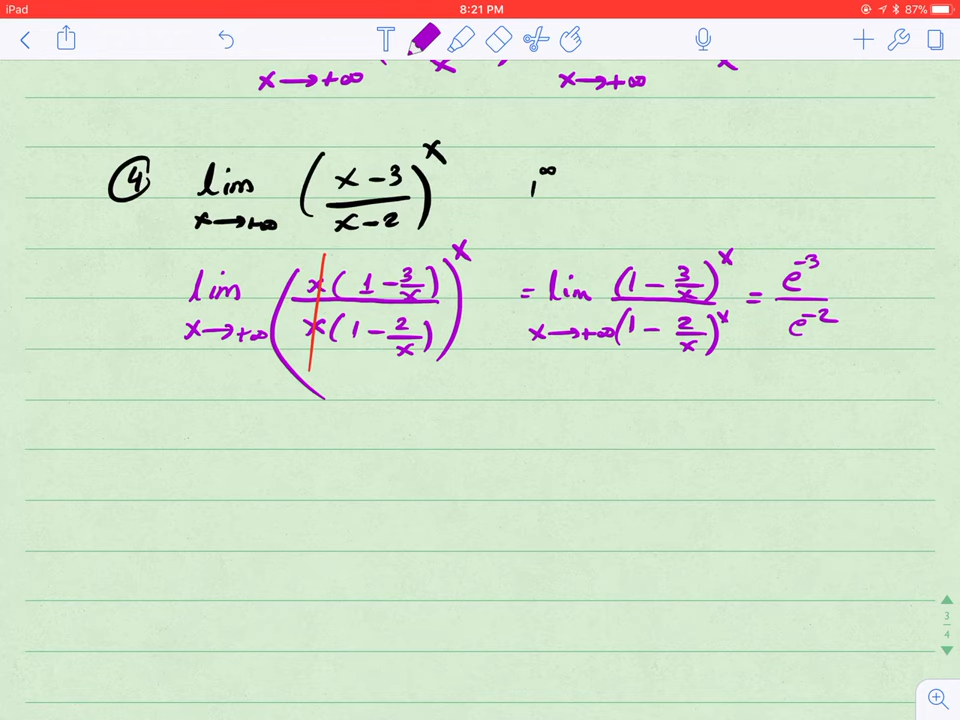 iPad 8:21 PM 87%
T
x→+∞ x x→+∞ x
④ lim x→+∞ ((x-3)/(x-2))^x 1^∞
lim x→+∞ (x(1-3/x)/x(1-2/x))^x = lim x→+∞ (1-3/x)^x/(1-2/x)^x = e^-3/e^-2
3/4